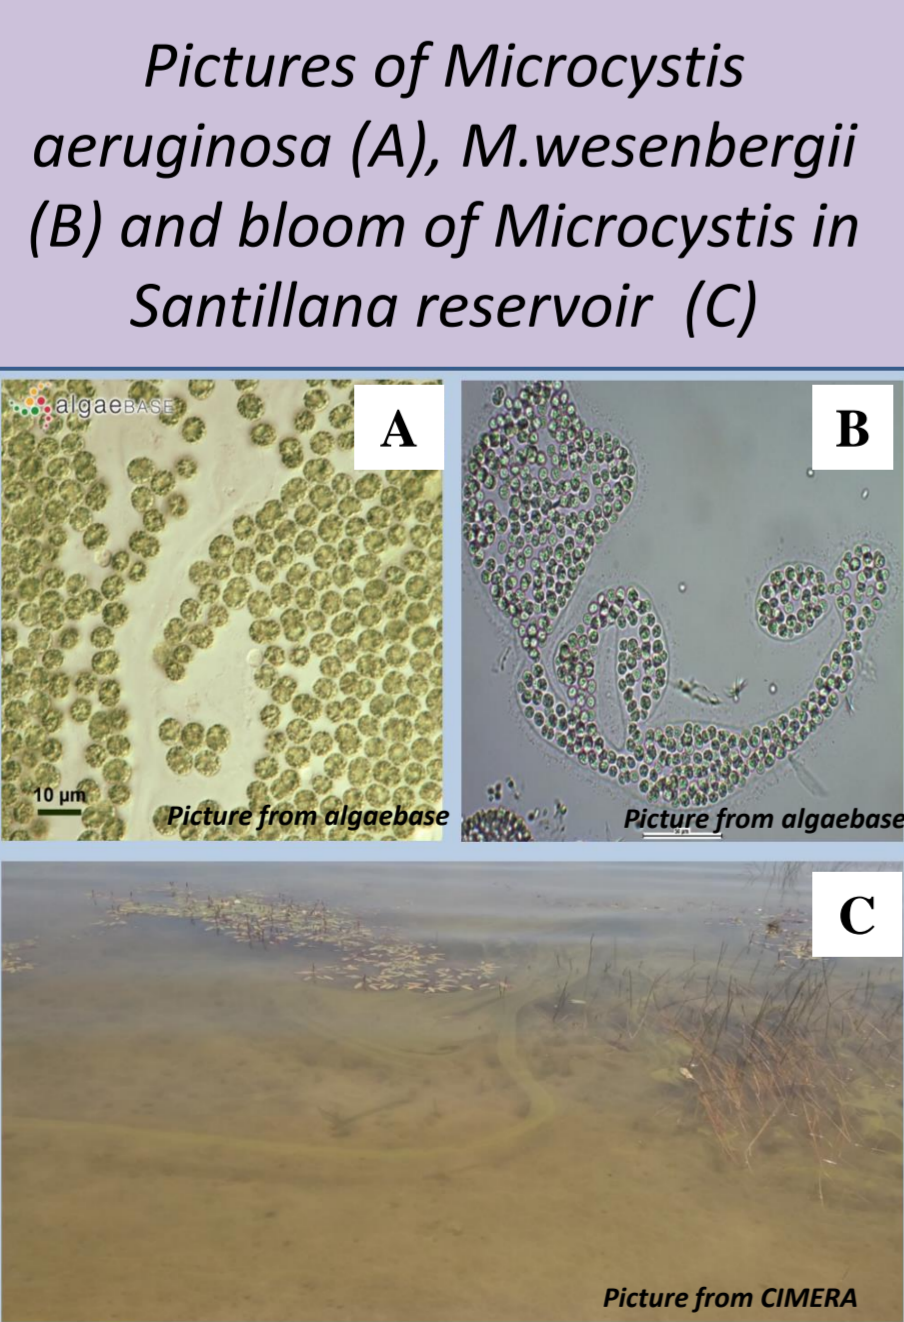 Pictures of Microcystis
aeruginosa (A), M.wesenbergii
(B) and bloom of Microcystis in
Santillana reservoir (C)
algaeBASE
A
B
10 µm
Picture from algaebase
Picture from algaebase
C
Picture from CIMERA